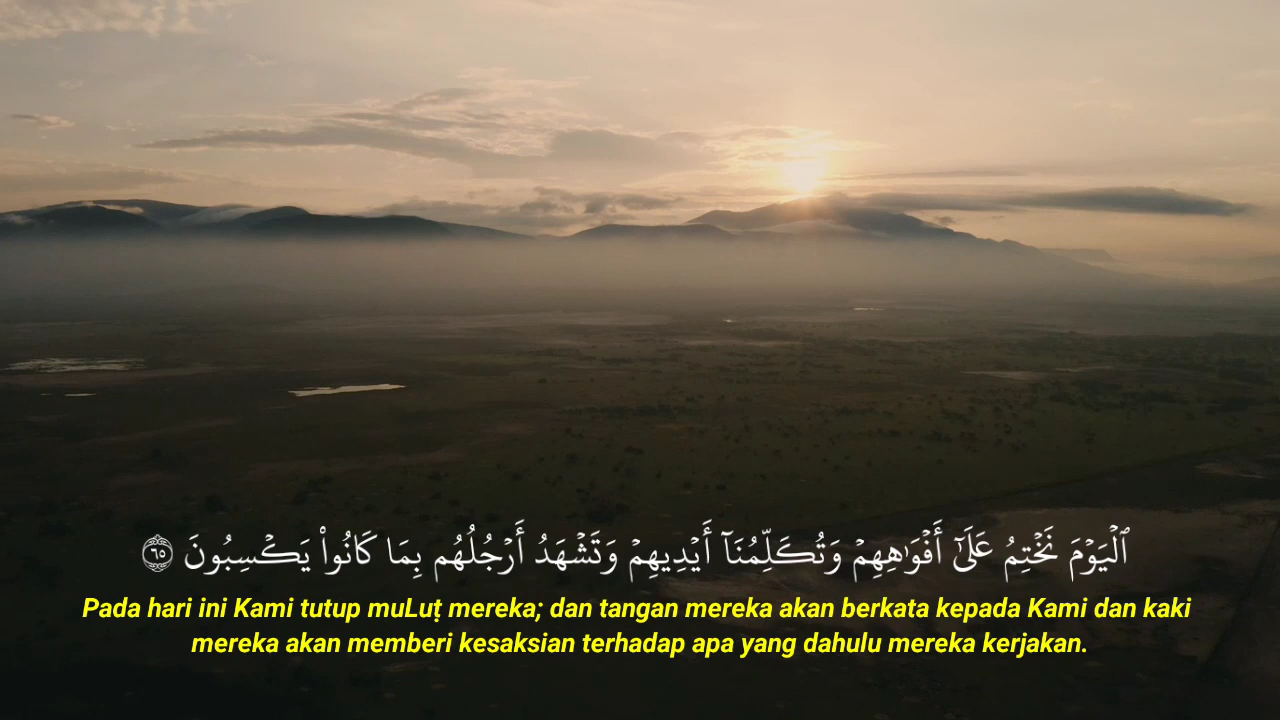 ٱلۡيَوۡمَ نَخۡتِمُ عَلَىٰٓ أَفۡوَٰهِهِمۡ وَتُكَلِّمُنَآ أَيۡدِيهِمۡ وَتَشۡهَدُ أَرۡجُلُهُم بِمَا كَانُواْ يَكۡسِبُونَ ٦٥
Pada hari ini Kami tutup muLuṭ mereka; dan tangan mereka akan berkata kepada Kami dan kaki
mereka akan memberi kesaksian terhadap apa yang dahulu mereka kerjakan.